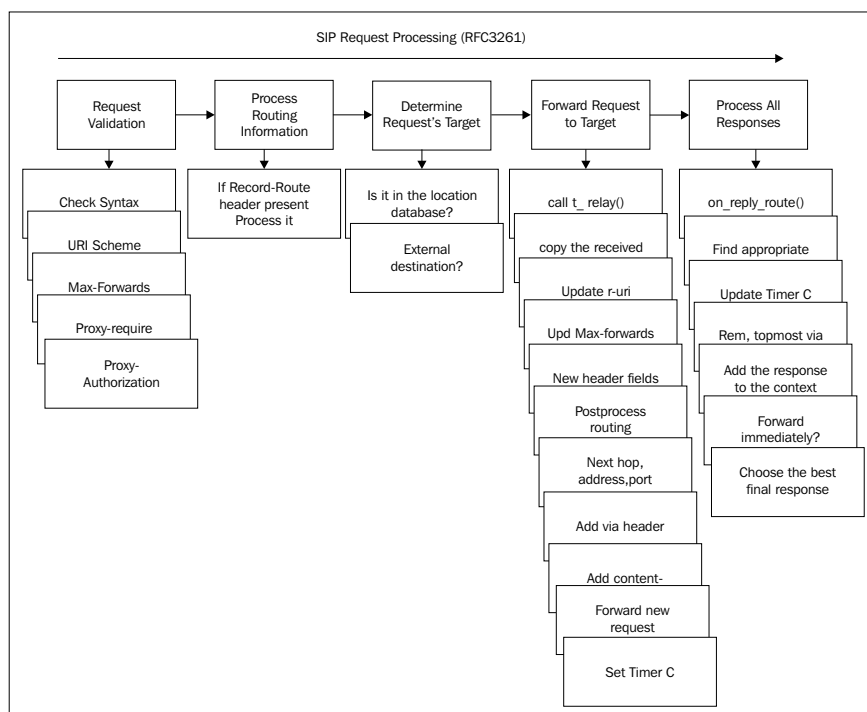 SIP Request Processing (RFC3261)
Request
Validation
Process
Routing
Information
Determine
Request's Target
Forward Request
to Target
Process All
Responses
Check Syntax
URI Scheme
Max-Forwards
Proxy-require
Proxy-
Authorization
If Record-Route
header present
Process it
Is it in the location
database?
External
destination?
call t_ relay()
copy the received
Update r-uri
Upd Max-forwards
New header fields
Postprocess
routing
Next hop,
address,port
Add via header
Add content-
Forward new
request
Set Timer C
on_reply_route()
Find appropriate
Update Timer C
Rem, topmost via
Add the response
to the context
Forward
immediately?
Choose the best
final response